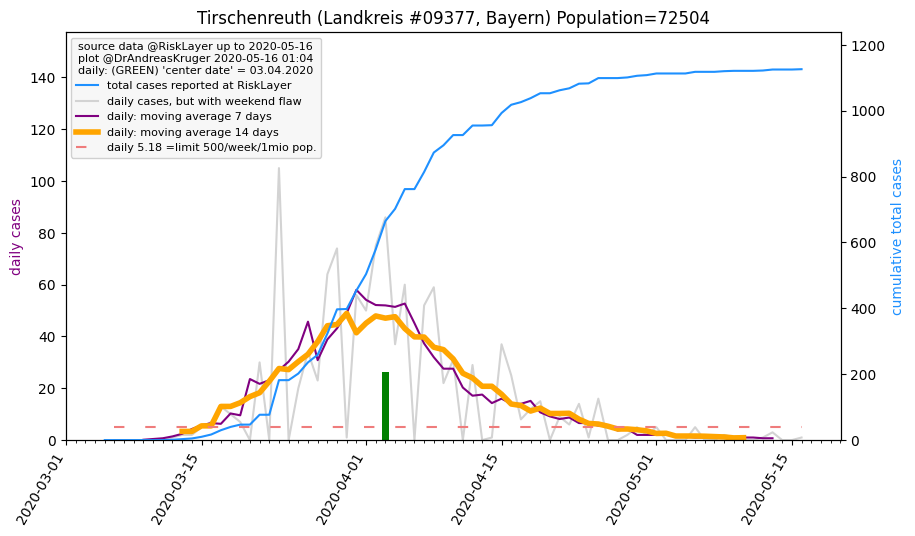 Tirschenreuth (Landkreis #09377, Bayern) Population=72504
source data @RiskLayer up to 2020-05-16
plot @DrAndreasKruger 2020-05-16 01:04
daily: (GREEN) 'center date' = 03.04.2020
total cases reported at RiskLayer
daily cases, but with weekend flaw
daily: moving average 7 days
daily: moving average 14 days
daily 5.18 =limit 500/week/1mio pop.
daily cases
140
120
100
80
60
40
20
0
cumulative total cases
1200
1000
800
600
400
200
0
2020-03-01
2020-03-15
2020-04-01
2020-04-15
2020-05-01
2020-05-15